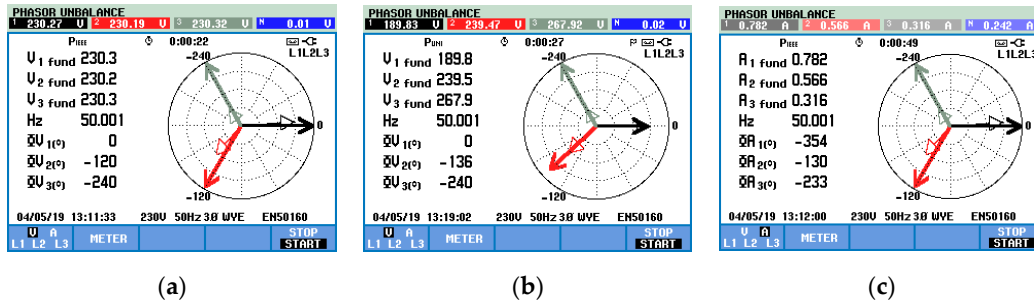 PHASOR UNBALANCE
1 230.27 V 2 230.19 V 3 230.32 V N 0.01 V
PIEEE 0:00:22
L1L2L3
V1 fund 230.3
V2 fund 230.2
V3 fund 230.3
Hz 50.001
ΦV1(°) 0
ΦV2(°) -120
ΦV3(°) -240
-240
0
-120
04/05/19 13:11:33 230V 50Hz 3Ø WYE EN50160
V A
L1 L2 L3
METER
STOP
START
(a)
PHASOR UNBALANCE
1 189.83 V 2 239.47 V 3 267.92 V N 0.02 V
PUNI 0:00:27
L1L2L3
V1 fund 189.8
V2 fund 239.5
V3 fund 267.9
Hz 50.001
ΦV1(°) 0
ΦV2(°) -136
ΦV3(°) -240
-240
0
-120
04/05/19 13:19:02 230V 50Hz 3Ø WYE EN50160
V A
L1 L2 L3
METER
STOP
START
(b)
PHASOR UNBALANCE
1 0.782 A 2 0.566 A 3 0.316 A N 0.242 A
PIEEE 0:00:49
L1L2L3
A1 fund 0.782
A2 fund 0.566
A3 fund 0.316
Hz 50.001
ΦA1(°) -354
ΦA2(°) -130
ΦA3(°) -233
-240
0
-120
04/05/19 13:12:00 230V 50Hz 3Ø WYE EN50160
V A
L1 L2 L3
METER
STOP
START
(c)